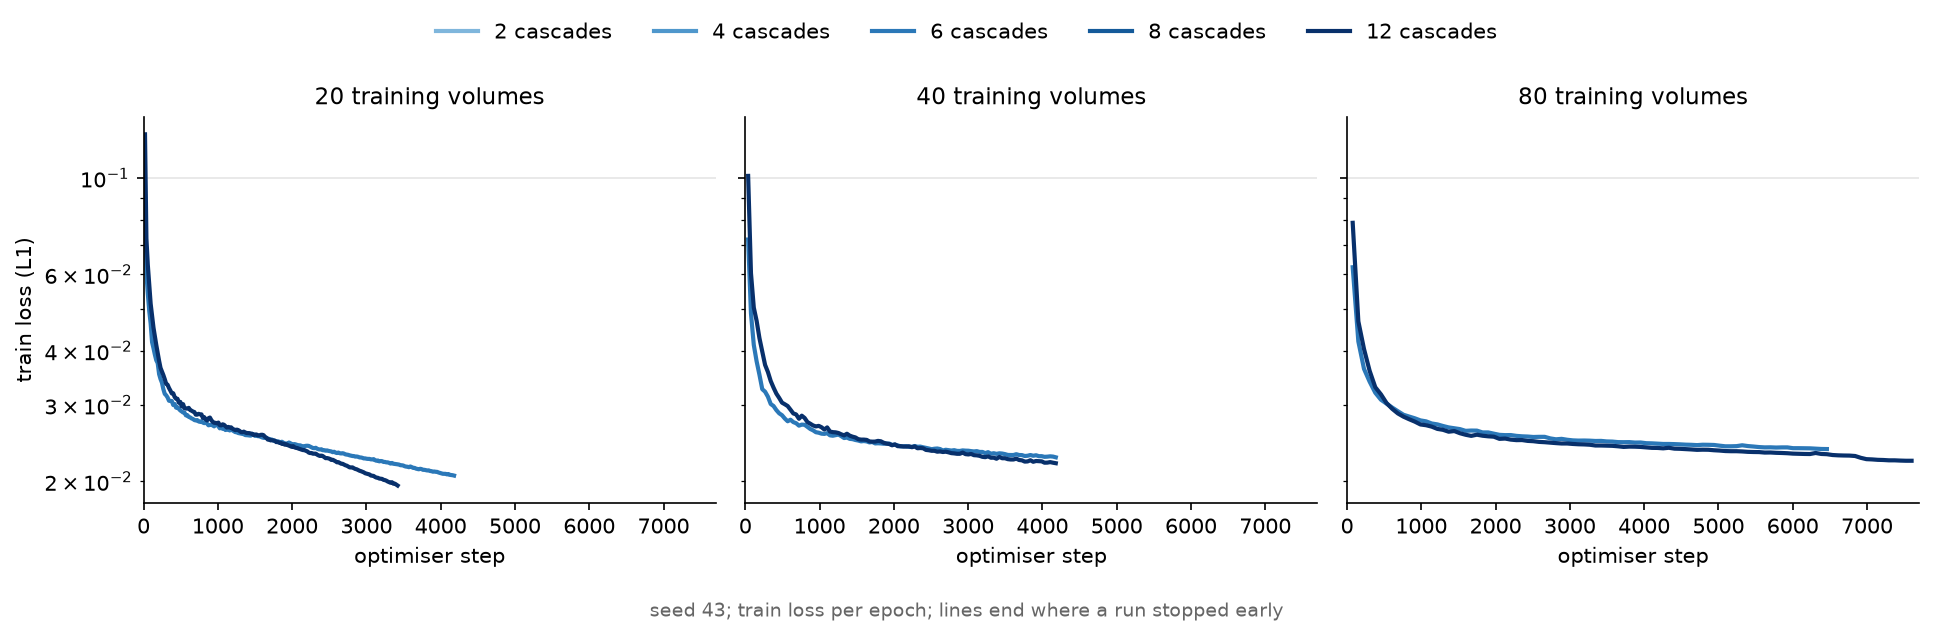 2 cascades 4 cascades 6 cascades 8 cascades 12 cascades
20 training volumes 40 training volumes 80 training volumes
train loss (L1)
10⁻¹
6 × 10⁻²
4 × 10⁻²
3 × 10⁻²
2 × 10⁻²
0 1000 2000 3000 4000 5000 6000 7000 0 1000 2000 3000 4000 5000 6000 7000 0 1000 2000 3000 4000 5000 6000 7000
optimiser step optimiser step optimiser step
seed 43; train loss per epoch; lines end where a run stopped early